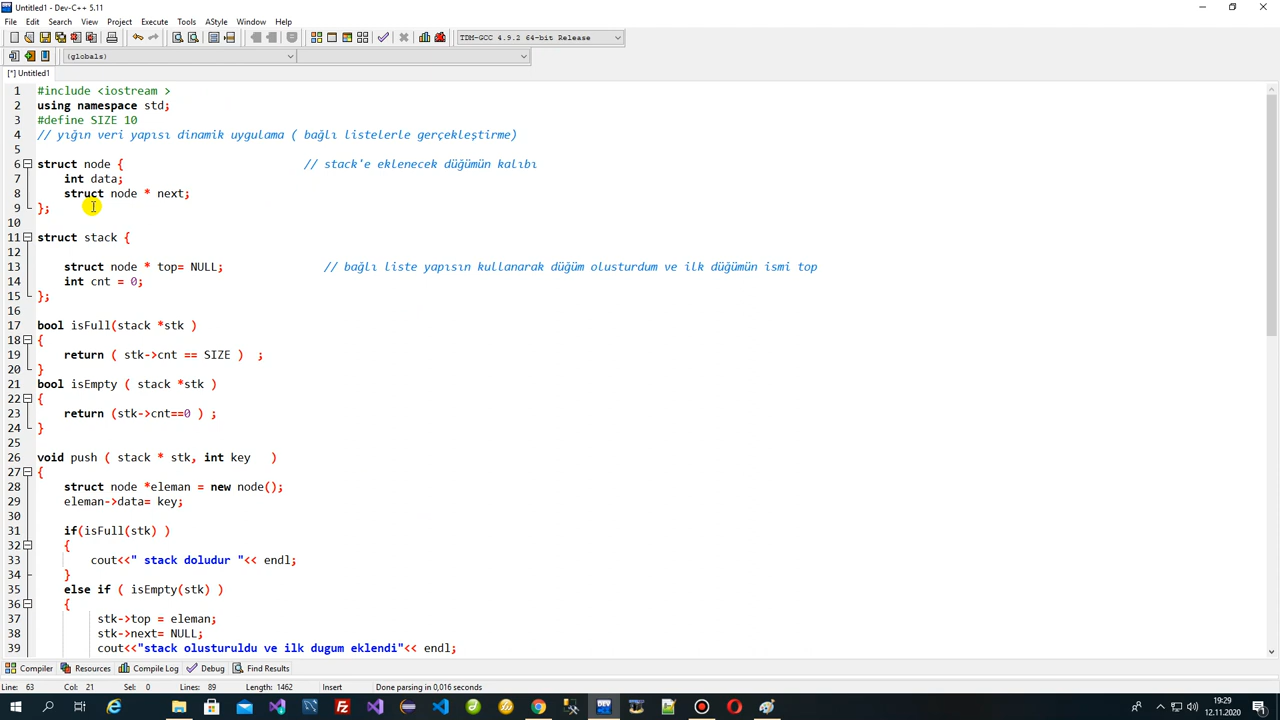 Untitled1 - Dev-C++ 5.11
File Edit Search View Project Execute Tools AStyle Window Help
TDM-GCC 4.9.2 64-bit Release
(globals)
[*] Untitled1
1 #include <iostream >
2 using namespace std;
3 #define SIZE 10
4 // yığın veri yapısı dinamik uygulama ( bağlı listelerle gerçekleştirme)
5
6 struct node { // stack'e eklenecek düğümün kalıbı
7 int data;
8 struct node * next;
9 };
10
11 struct stack {
12
13 struct node * top= NULL; // bağlı liste yapısın kullanarak düğüm olusturdum ve ilk düğümün ismi top
14 int cnt = 0;
15 };
16
17 bool isFull(stack *stk )
18 {
19 return ( stk->cnt == SIZE ) ;
20 }
21 bool isEmpty ( stack *stk )
22 {
23 return (stk->cnt==0 ) ;
24 }
25
26 void push ( stack * stk, int key )
27 {
28 struct node *eleman = new node();
29 eleman->data= key;
30
31 if(isFull(stk) )
32 {
33 cout<<" stack doludur "<< endl;
34 }
35 else if ( isEmpty(stk) )
36 {
37 stk->top = eleman;
38 stk->next= NULL;
39 cout<<"stack olusturuldu ve ilk dugum eklendi"<< endl;
Compiler Resources Compile Log Debug Find Results
Line: 63 Col: 21 Sel: 0 Lines: 89 Length: 1462 Insert Done parsing in 0,016 seconds
19:29
12.11.2020